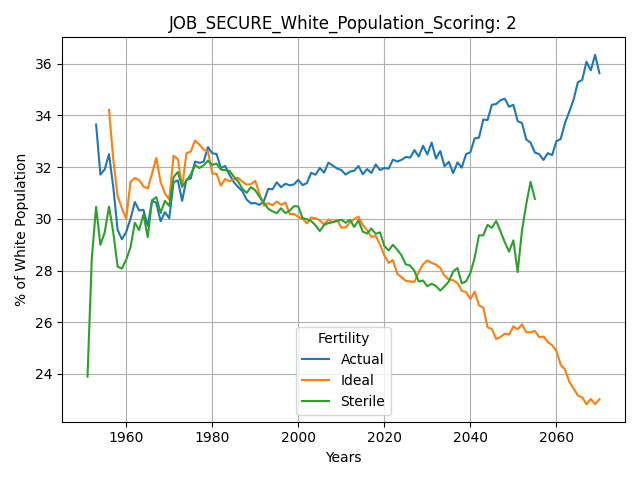 JOB_SECURE_White_Population_Scoring: 2
% of White Population
36
34
32
30
28
26
24
Fertility
Actual
Ideal
Sterile
1960 1980 2000 2020 2040 2060
Years